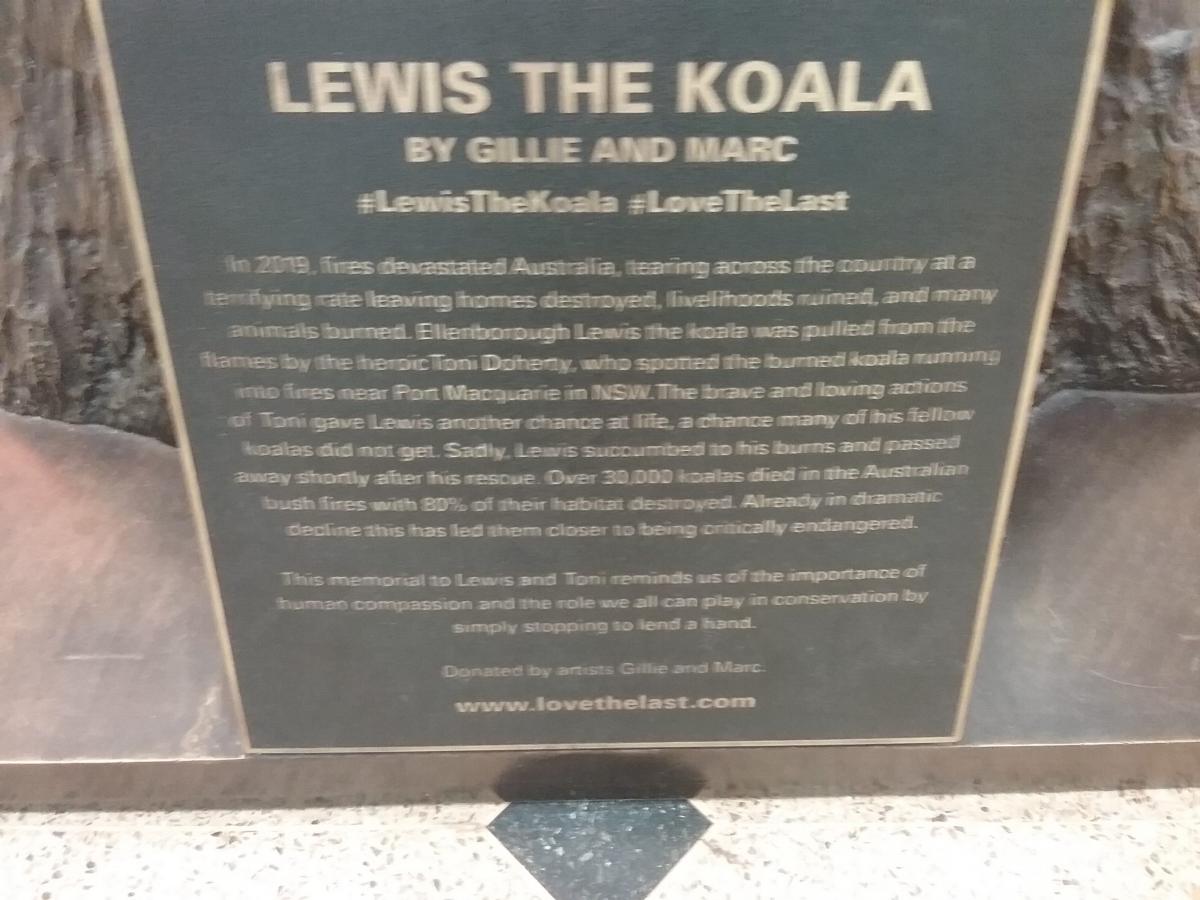 LEWIS THE KOALA
BY GILLIE AND MARC
#LewisTheKoala #LoveTheLast
In 2019, fires devastated Australia, tearing across the country at a
terrifying rate leaving homes destroyed, livelihoods ruined, and many
animals burned. Ellenborough Lewis the koala was pulled from the
flames by the heroic Toni Doherty, who spotted the burned koala running
into fires near Port Macquarie in NSW. The brave and loving actions
of Toni gave Lewis another chance at life, a chance many of his fellow
koalas did not get. Sadly, Lewis succumbed to his burns and passed
away shortly after his rescue. Over 30,000 koalas died in the Australian
bush fires with 80% of their habitat destroyed. Already in dramatic
decline this has led them closer to being critically endangered.
This memorial to Lewis and Toni reminds us of the importance of
human compassion and the role we all can play in conservation by
simply stopping to lend a hand.
Donated by artists Gillie and Marc.
www.lovethelast.com